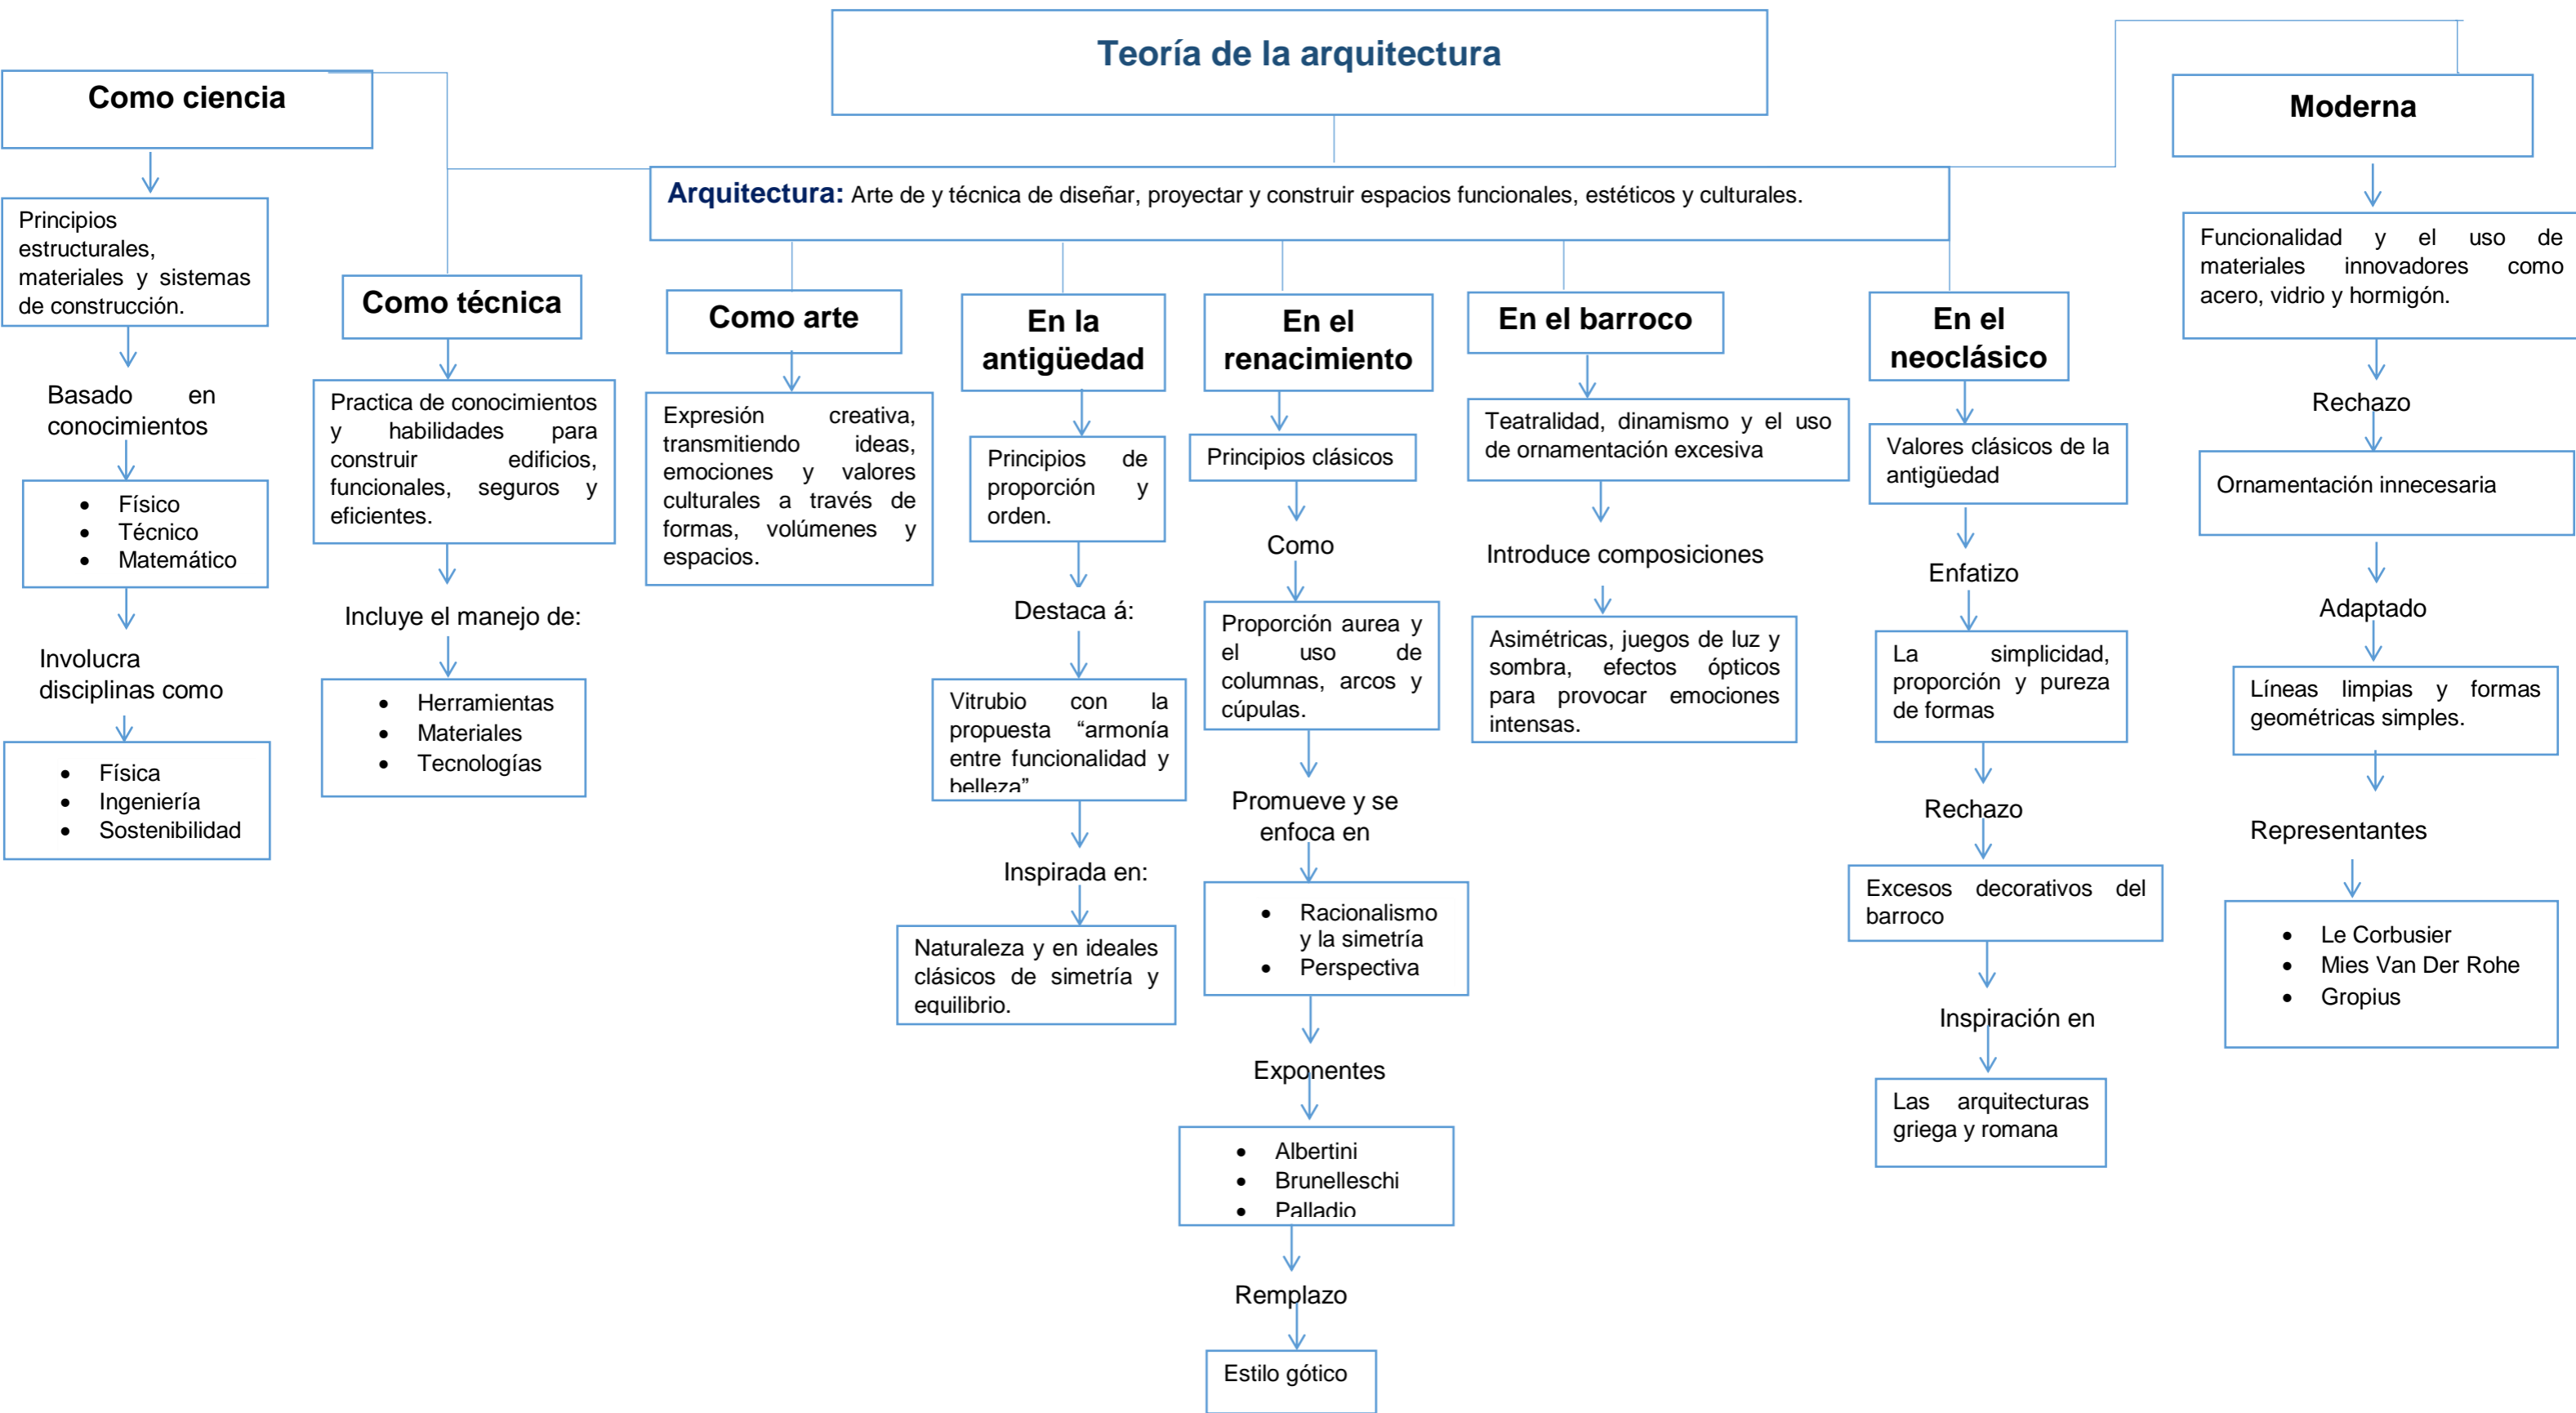 Teoría de la arquitectura
Arquitectura: Arte de y técnica de diseñar, proyectar y construir espacios funcionales, estéticos y culturales.
Como ciencia
Principios
estructurales,
materiales y sistemas
de construcción.
Basado en
conocimientos
• Físico
• Técnico
• Matemático
Involucra
disciplinas como
• Física
• Ingeniería
• Sostenibilidad
Como técnica
Practica de conocimientos
y habilidades para
construir edificios,
funcionales, seguros y
eficientes.
Incluye el manejo de:
• Herramientas
• Materiales
• Tecnologías
Como arte
Expresión creativa,
transmitiendo ideas,
emociones y valores
culturales a través de
formas, volúmenes y
espacios.
En la
antigüedad
Principios de
proporción y
orden.
Destaca á:
Vitrubio con la
propuesta “armonía
entre funcionalidad y
belleza”
Inspirada en:
Naturaleza y en ideales
clásicos de simetría y
equilibrio.
En el
renacimiento
Principios clásicos
Como
Proporción aurea y
el uso de
columnas, arcos y
cúpulas.
Promueve y se
enfoca en
• Racionalismo
y la simetría
• Perspectiva
Exponentes
• Albertini
• Brunelleschi
• Palladio
Remplazo
Estilo gótico
En el barroco
Teatralidad, dinamismo y el uso
de ornamentación excesiva
Introduce composiciones
Asimétricas, juegos de luz y
sombra, efectos ópticos
para provocar emociones
intensas.
En el
neoclásico
Valores clásicos de la
antigüedad
Enfatizo
La simplicidad,
proporción y pureza
de formas
Rechazo
Excesos decorativos del
barroco
Inspiración en
Las arquitecturas
griega y romana
Moderna
Funcionalidad y el uso de
materiales innovadores como
acero, vidrio y hormigón.
Rechazo
Ornamentación innecesaria
Adaptado
Líneas limpias y formas
geométricas simples.
Representantes
• Le Corbusier
• Mies Van Der Rohe
• Gropius